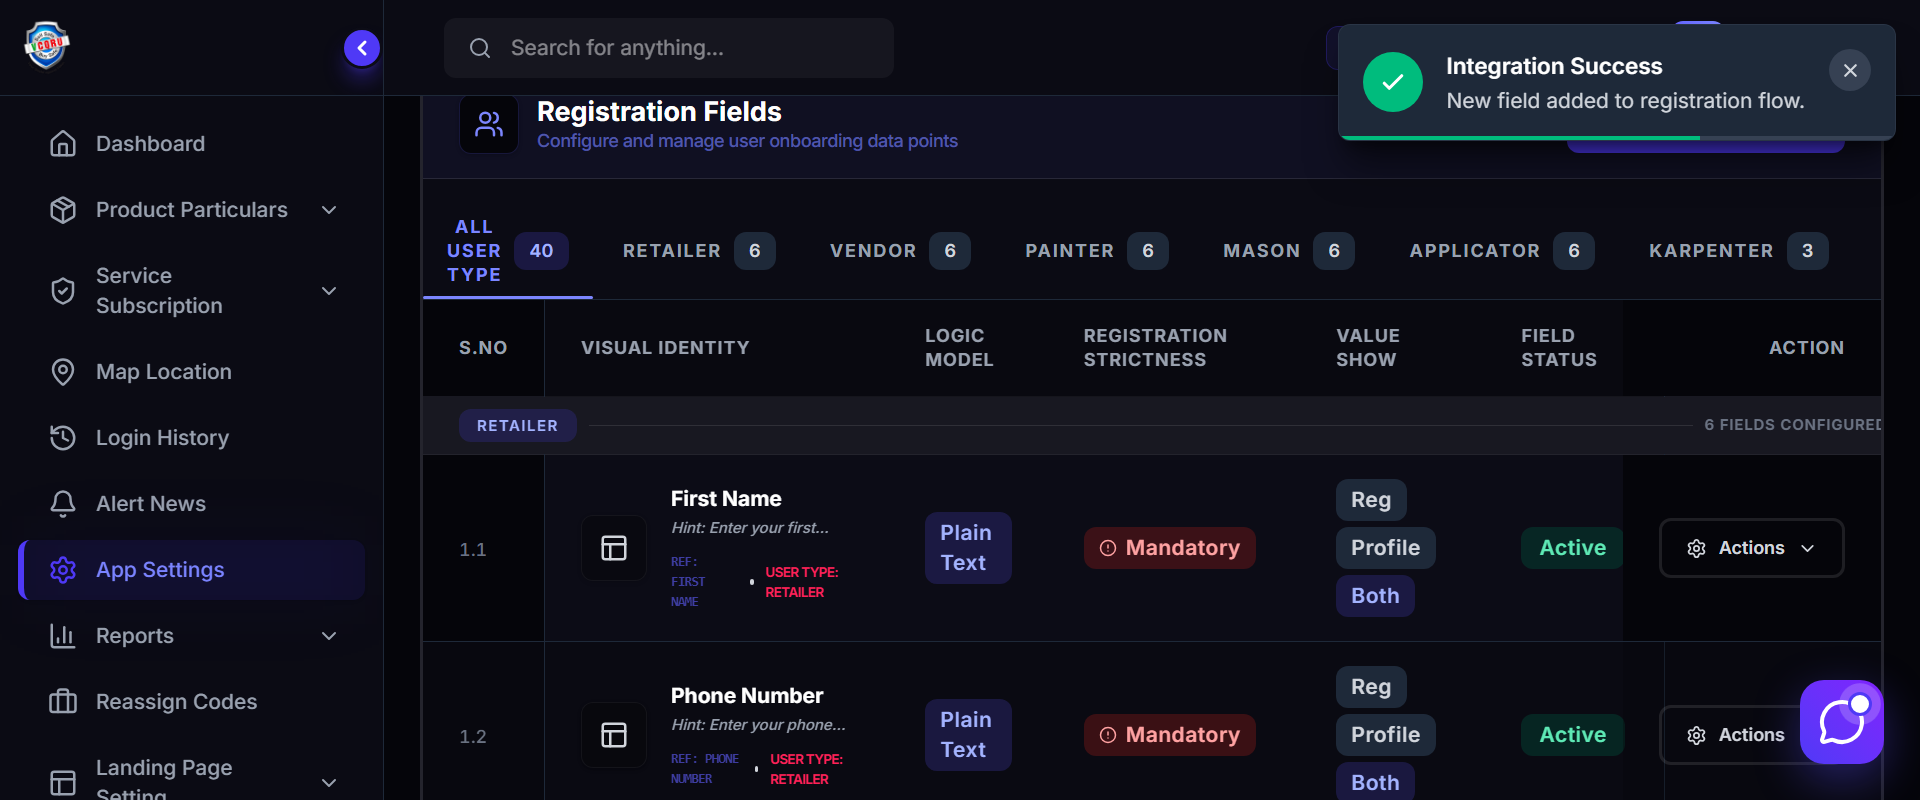 VCQRU
Search for anything...
Integration Success
New field added to registration flow.
Registration Fields
Configure and manage user onboarding data points
Dashboard
Product Particulars
Service
Subscription
Map Location
Login History
Alert News
App Settings
Reports
Reassign Codes
Landing Page
Setting
ALL
USER
TYPE
40
RETAILER 6
VENDOR 6
PAINTER 6
MASON 6
APPLICATOR 6
KARPENTER 3
S.NO
VISUAL IDENTITY
LOGIC
MODEL
REGISTRATION
STRICTNESS
VALUE
SHOW
FIELD
STATUS
ACTION
RETAILER
6 FIELDS CONFIGURED
1.1
First Name
Hint: Enter your first...
REF:
FIRST
NAME
•
USER TYPE:
RETAILER
Plain
Text
Mandatory
Reg
Profile
Both
Active
Actions
1.2
Phone Number
Hint: Enter your phone...
REF: PHONE
NUMBER
•
USER TYPE:
RETAILER
Plain
Text
Mandatory
Reg
Profile
Both
Active
Actions